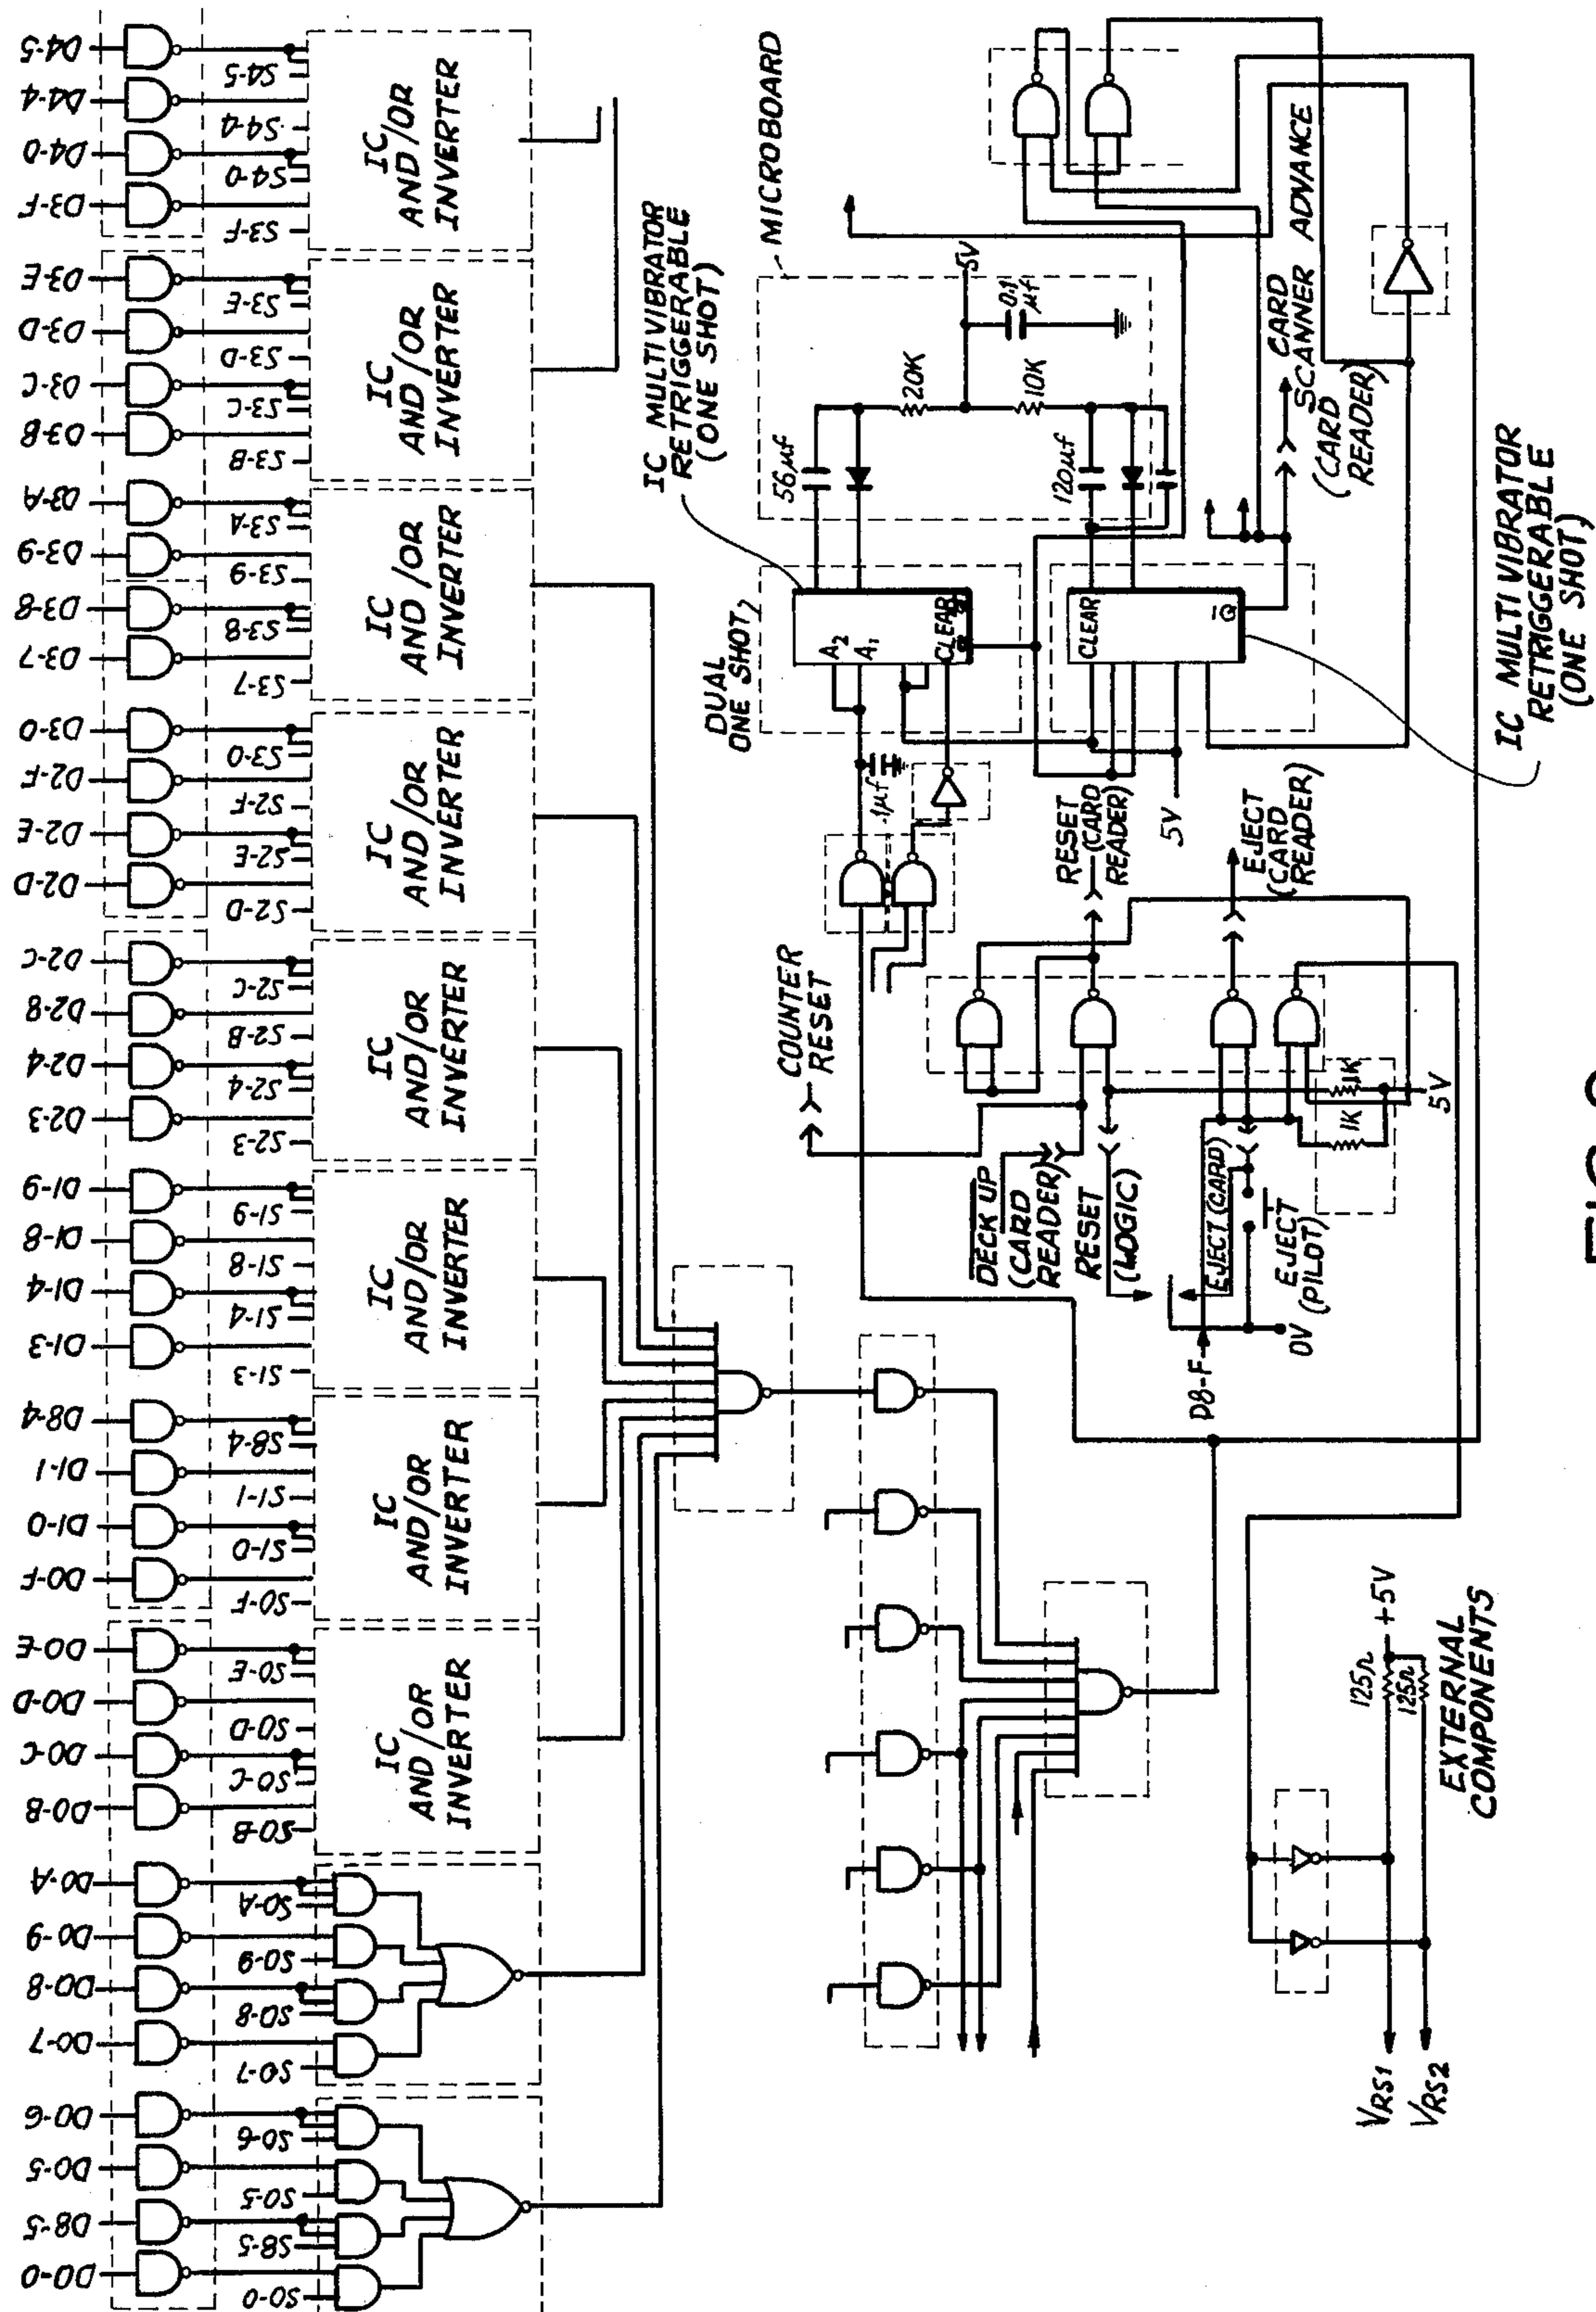 D4-5
D4-4
D4-0
D3-F
D3-E
D3-D
D3-C
D3-B
D3-A
D3-9
D3-8
D3-7
D3-0
D2-F
D2-E
D2-D
D2-C
D2-8
D2-4
D2-3
D1-9
D1-8
D1-4
D1-3
D8-4
D1-1
D1-0
D0-F
D0-E
D0-D
D0-C
D0-B
D0-A
D0-9
D0-8
D0-7
D0-6
D0-5
D8-5
D0-0
S4-5
S4-4
S4-0
S3-F
S3-E
S3-D
S3-C
S3-B
S3-A
S3-9
S3-8
S3-7
S3-0
S2-F
S2-E
S2-D
S2-C
S2-B
S2-4
S2-3
S1-9
S1-8
S1-4
S1-3
S8-4
S1-1
S1-0
S0-F
S0-E
S0-D
S0-C
S0-B
S0-A
S0-9
S0-8
S0-7
S0-6
S0-5
S8-5
S0-0
IC
AND/OR
INVERTER
IC
AND/OR
INVERTER
IC
AND/OR
INVERTER
IC
AND/OR
INVERTER
IC
AND/OR
INVERTER
IC
AND/OR
INVERTER
IC
AND/OR
INVERTER
IC
AND/OR
INVERTER
IC MULTIVIBRATOR
RETRIGGERABLE
(ONE SHOT)
MICROBOARD
5V
0.1
µf
20K
10K
56µf
120µf
DUAL
ONE SHOT
A2
A1
CLEAR
CLEAR
Q
.1µf
5V
CARD
SCANNER ADVANCE
(CARD
READER)
IC MULTI VIBRATOR
RETRIGGERABLE
(ONE SHOT)
COUNTER
RESET
RESET
(CARD
READER)
EJECT
(CARD
READER)
DECK UP
(CARD
READER)
RESET
(LOGIC)
EJECT (CARD)
EJECT
(PILOT)
0V
D8-F
1K
1K
5V
125Ω
125Ω
+5V
EXTERNAL
COMPONENTS
VRS1
VRS2